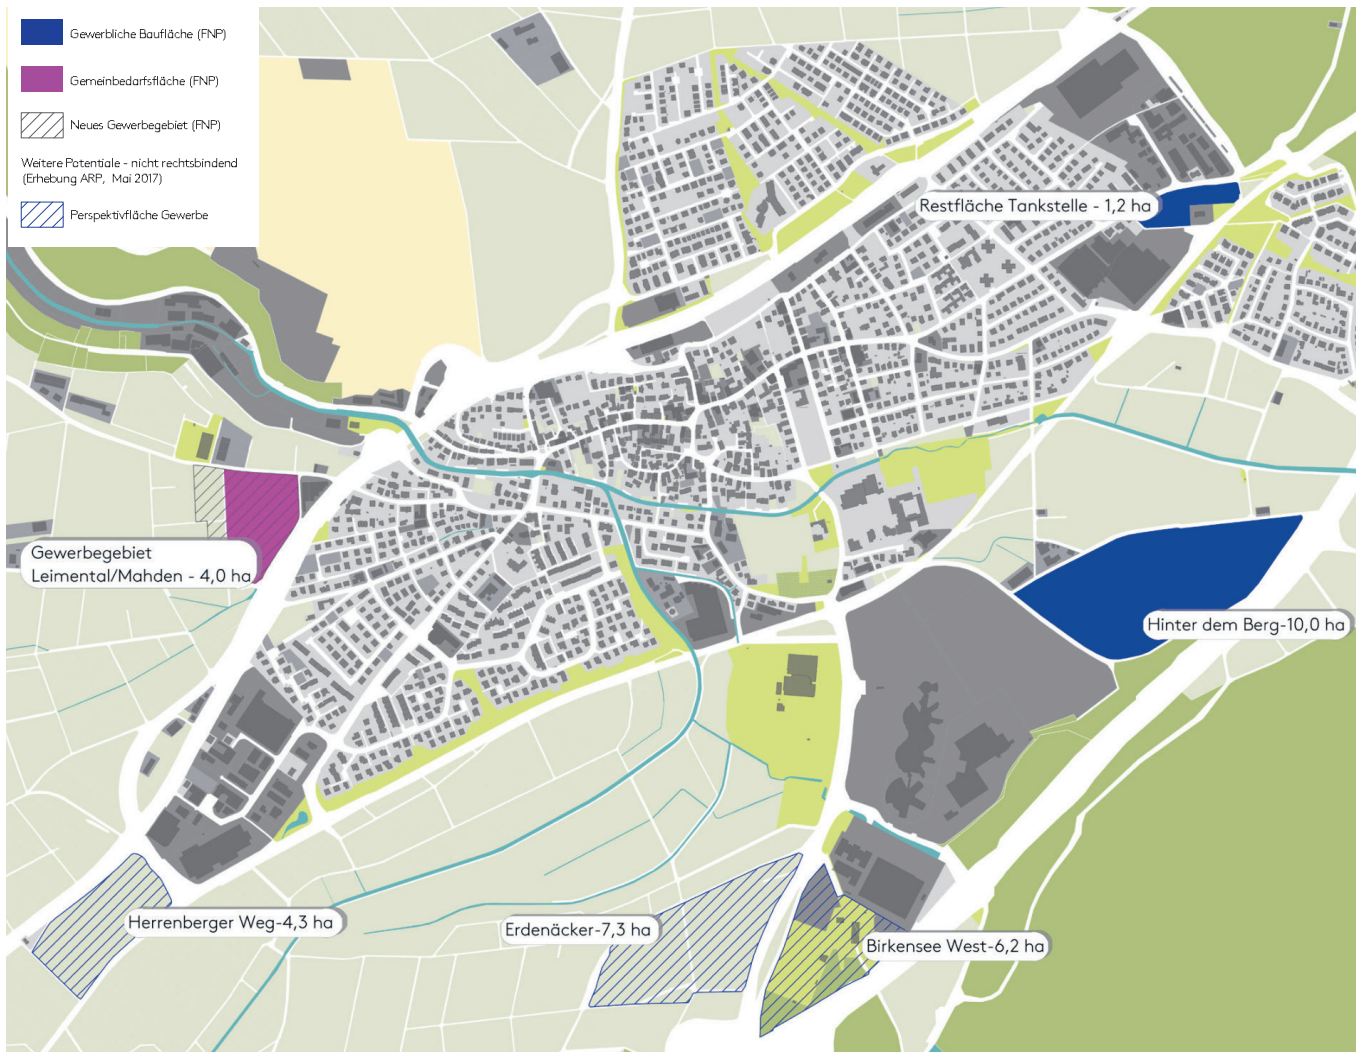 Gewerbliche Baufläche (FNP)
Gemeinbedarfsfläche (FNP)
Neues Gewerbegebiet (FNP)
Weitere Potentiale - nicht rechtsbindend
(Erhebung ARP, Mai 2017)
Perspektivfläche Gewerbe
Restfläche Tankstelle - 1,2 ha
Gewerbegebiet
Leimental/Mahden - 4,0 ha
Hinter dem Berg-10,0 ha
Herrenberger Weg-4,3 ha
Erdenäcker-7,3 ha
Birkensee West-6,2 ha